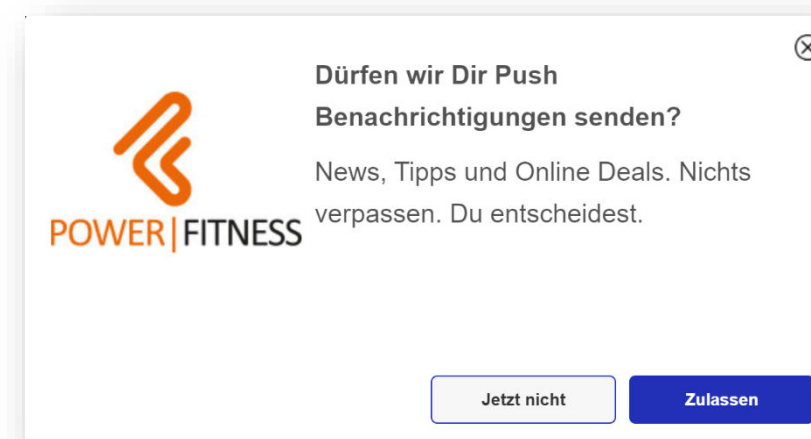 Dürfen wir Dir Push
Benachrichtigungen senden?
News, Tipps und Online Deals. Nichts
verpassen. Du entscheidest.
POWER|FITNESS
Jetzt nicht
Zulassen